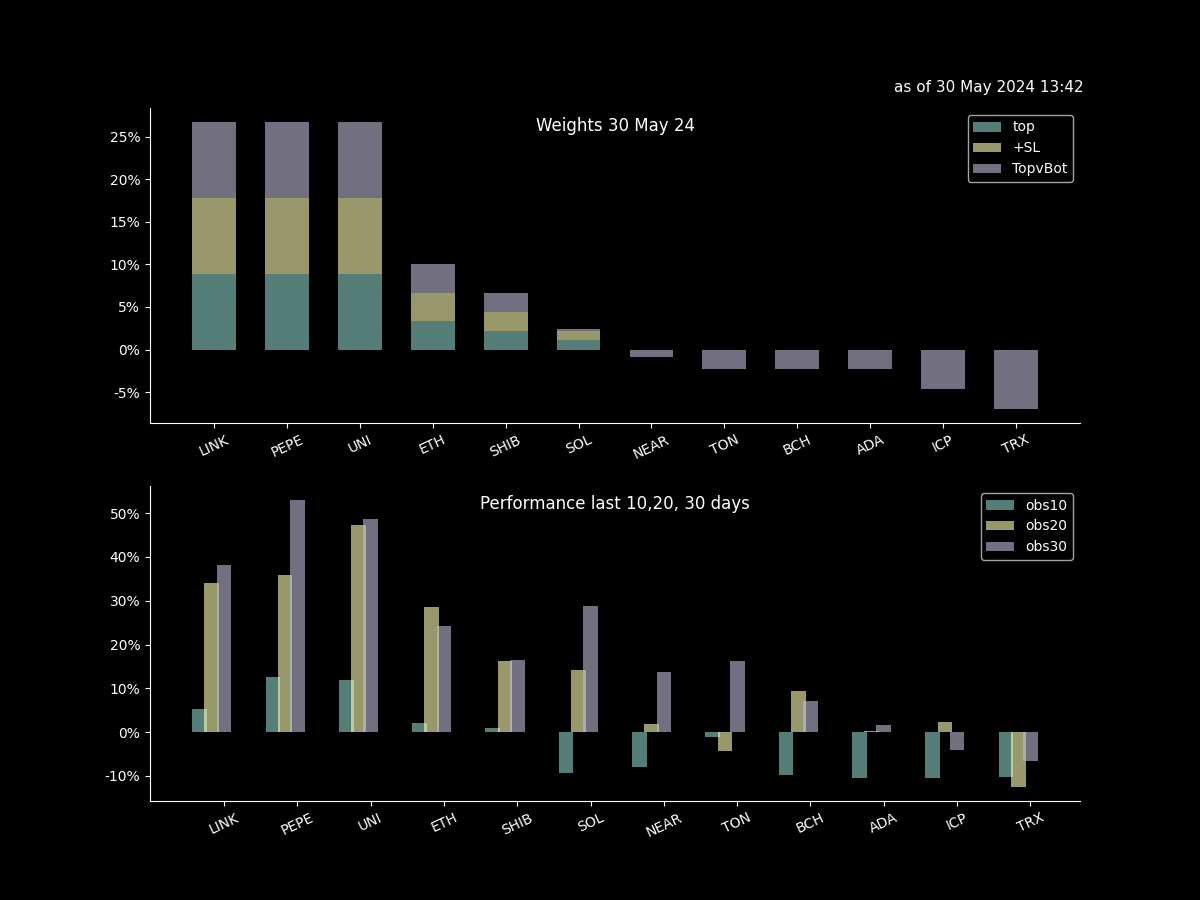 as of 30 May 2024 13:42
Weights 30 May 24
top
+SL
TopvBot
25%
20%
15%
10%
5%
0%
-5%
LINK PEPE UNI ETH SHIB SOL NEAR TON BCH ADA ICP TRX
Performance last 10,20, 30 days
obs10
obs20
obs30
50%
40%
30%
20%
10%
0%
-10%
LINK PEPE UNI ETH SHIB SOL NEAR TON BCH ADA ICP TRX